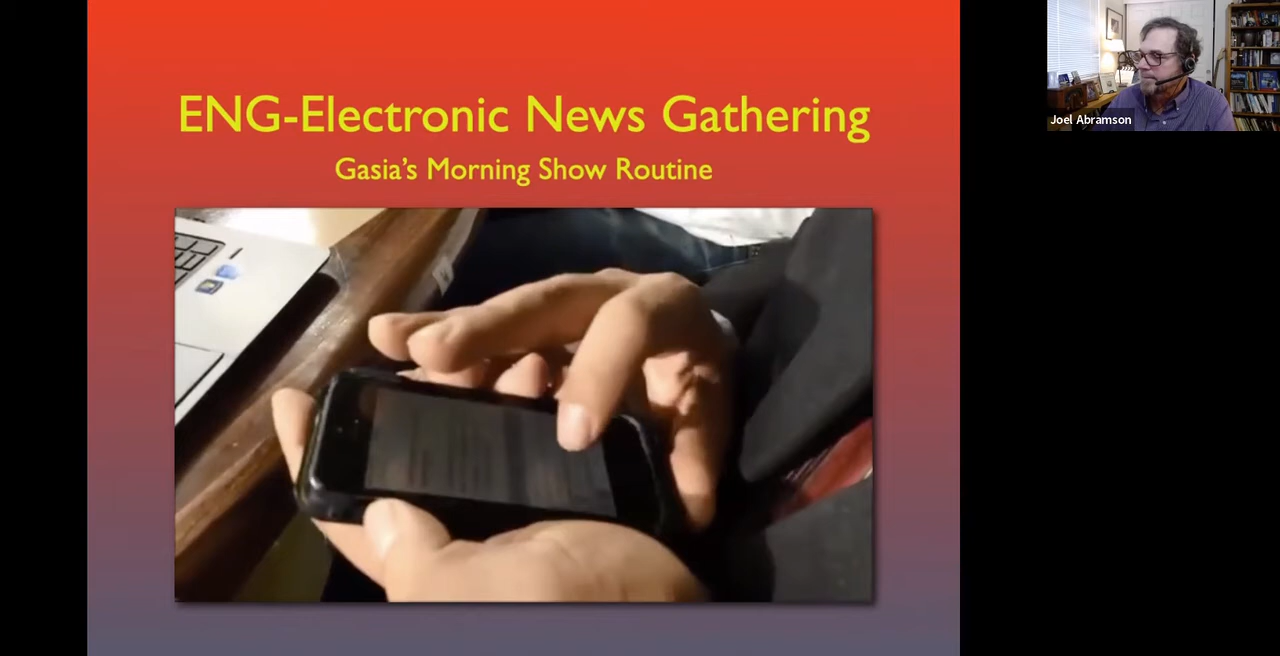 ENG-Electronic News Gathering
Gasia's Morning Show Routine
Joel Abramson